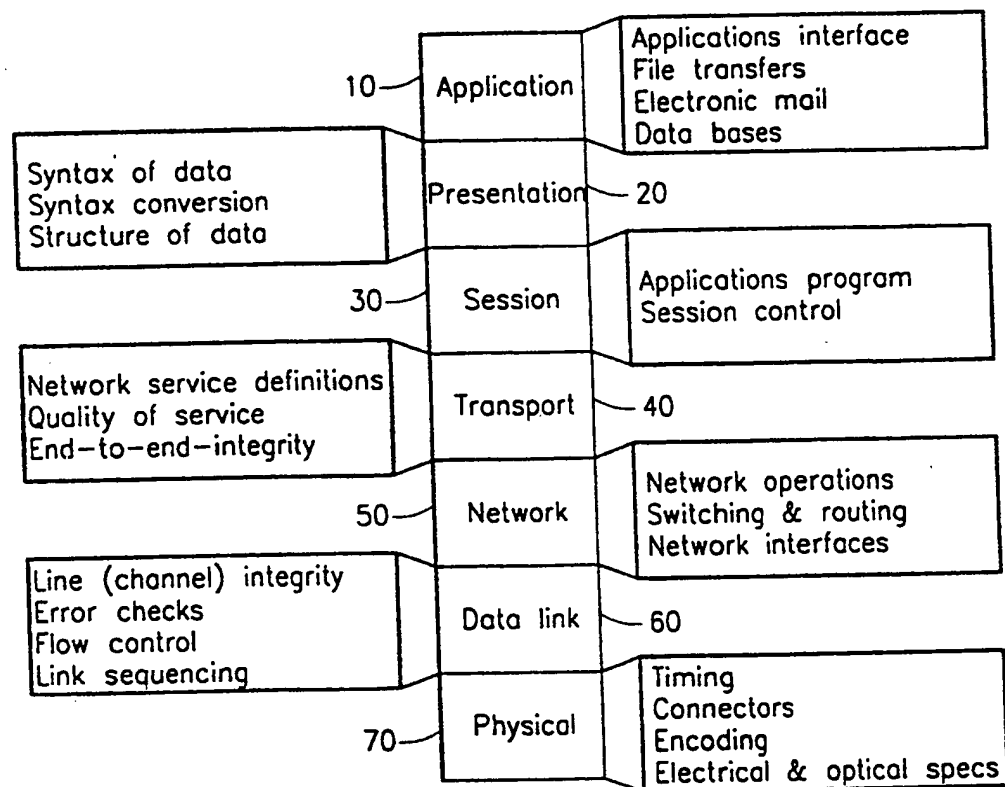 10
Application
Applications interface
File transfers
Electronic mail
Data bases
Syntax of data
Syntax conversion
Structure of data
Presentation
20
30
Session
Applications program
Session control
Network service definitions
Quality of service
End-to-end-integrity
Transport
40
50
Network
Network operations
Switching & routing
Network interfaces
Line (channel) integrity
Error checks
Flow control
Link sequencing
Data link
60
70
Physical
Timing
Connectors
Encoding
Electrical & optical specs